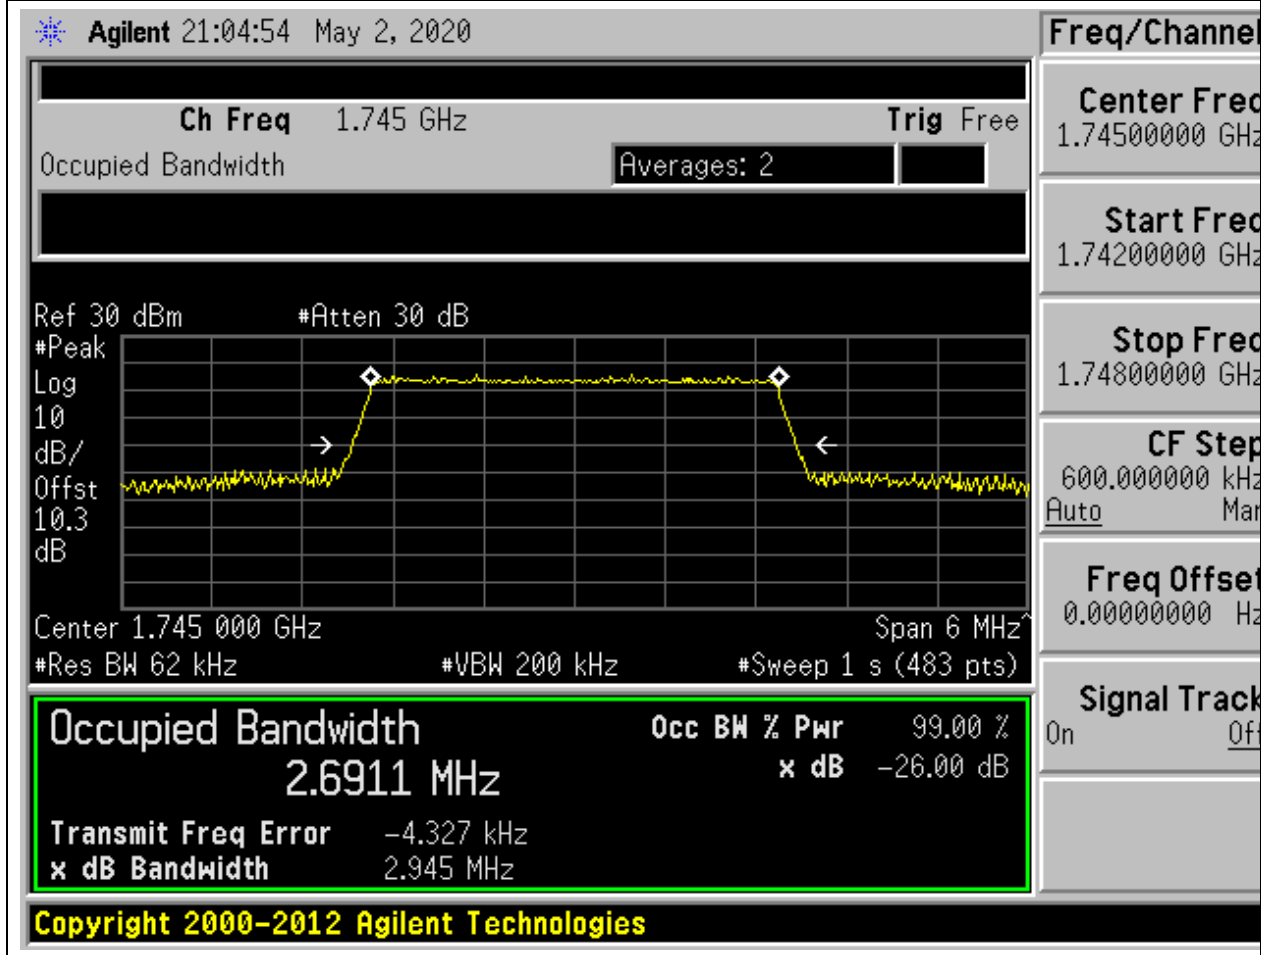 Agilent 21:04:54 May 2, 2020
Freq/Channel
Ch Freq 1.745 GHz Trig Free
Occupied Bandwidth Averages: 2
Center Freq
1.74500000 GHz
Start Freq
1.74200000 GHz
Stop Freq
1.74800000 GHz
CF Step
600.000000 kHz
Auto Man
Freq Offset
0.00000000 Hz
Signal Track
On Off
Ref 30 dBm #Atten 30 dB
#Peak
Log
10
dB/
Offst
10.3
dB
Center 1.745 000 GHz Span 6 MHz^
#Res BW 62 kHz #VBW 200 kHz #Sweep 1 s (483 pts)
Occupied Bandwidth
2.6911 MHz
Occ BW % Pwr 99.00 %
x dB -26.00 dB
Transmit Freq Error -4.327 kHz
x dB Bandwidth 2.945 MHz
Copyright 2000-2012 Agilent Technologies